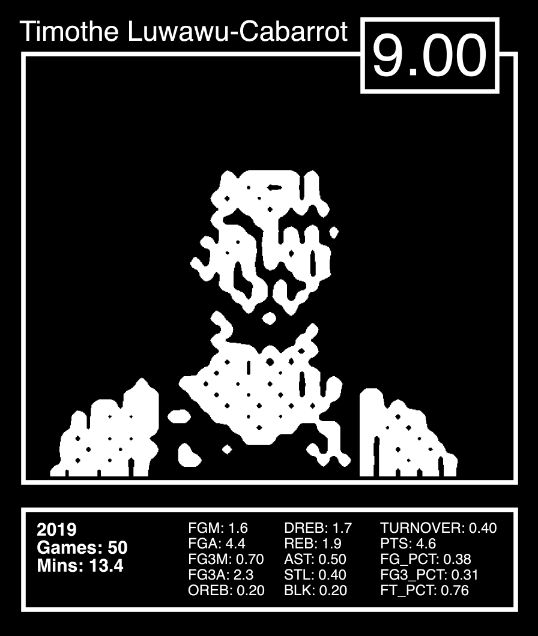 Timothe Luwawu-Cabarrot
9.00
2019
Games: 50
Mins: 13.4
FGM: 1.6
FGA: 4.4
FG3M: 0.70
FG3A: 2.3
OREB: 0.20
DREB: 1.7
REB: 1.9
AST: 0.50
STL: 0.40
BLK: 0.20
TURNOVER: 0.40
PTS: 4.6
FG_PCT: 0.38
FG3_PCT: 0.31
FT_PCT: 0.76